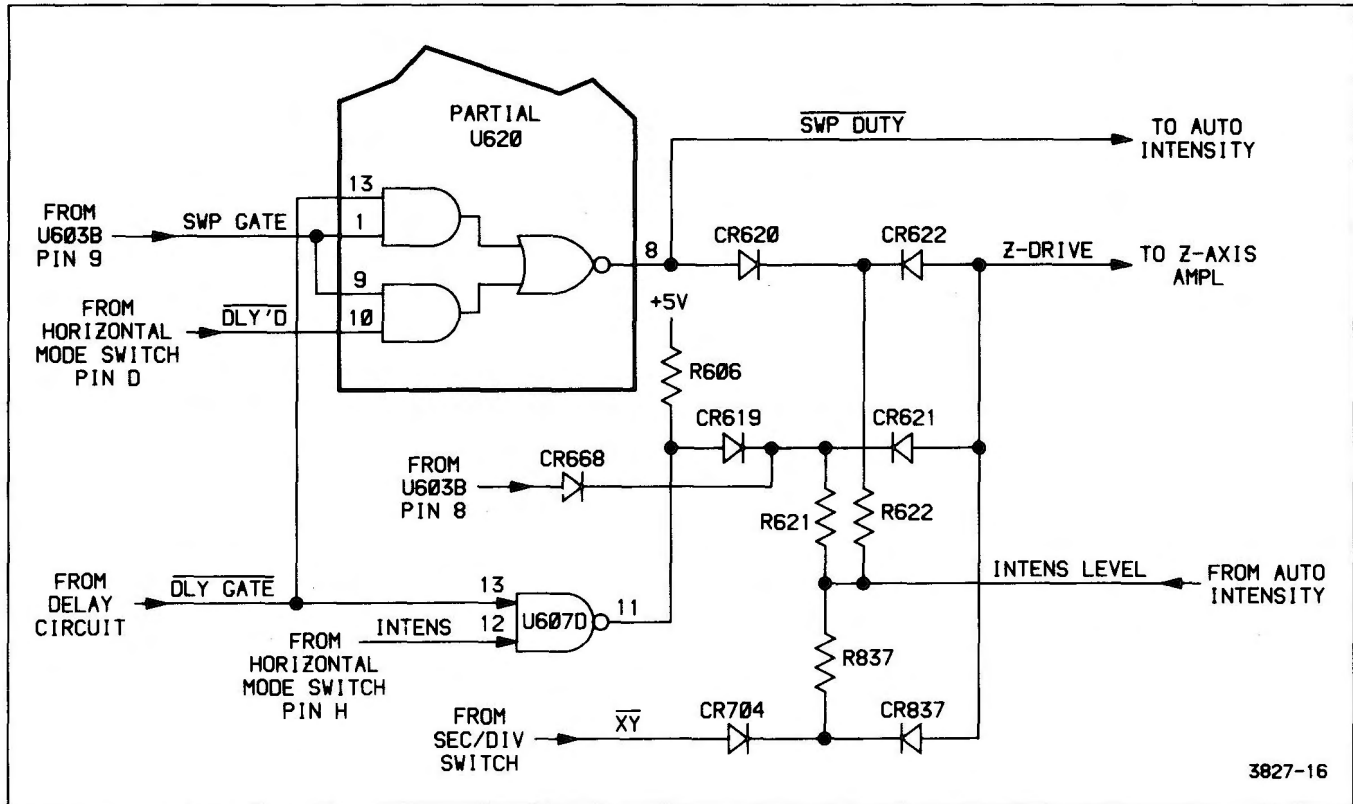 PARTIAL
U620
SWP DUTY
TO AUTO
INTENSITY
FROM
U603B
PIN 9
SWP GATE
13
1
9
10
8
CR620
CR622
Z-DRIVE
TO Z-AXIS
AMPL
FROM
HORIZONTAL
MODE SWITCH
PIN D
DLY'D
+5V
R606
CR619
CR621
FROM
U603B
PIN 8
CR668
R621
R622
INTENS LEVEL
FROM AUTO
INTENSITY
FROM
DELAY
CIRCUIT
DLY GATE
13
12
U607D
11
INTENS
FROM
HORIZONTAL
MODE SWITCH
PIN H
R837
FROM
SEC/DIV
SWITCH
XY
CR704
CR837
3827-16